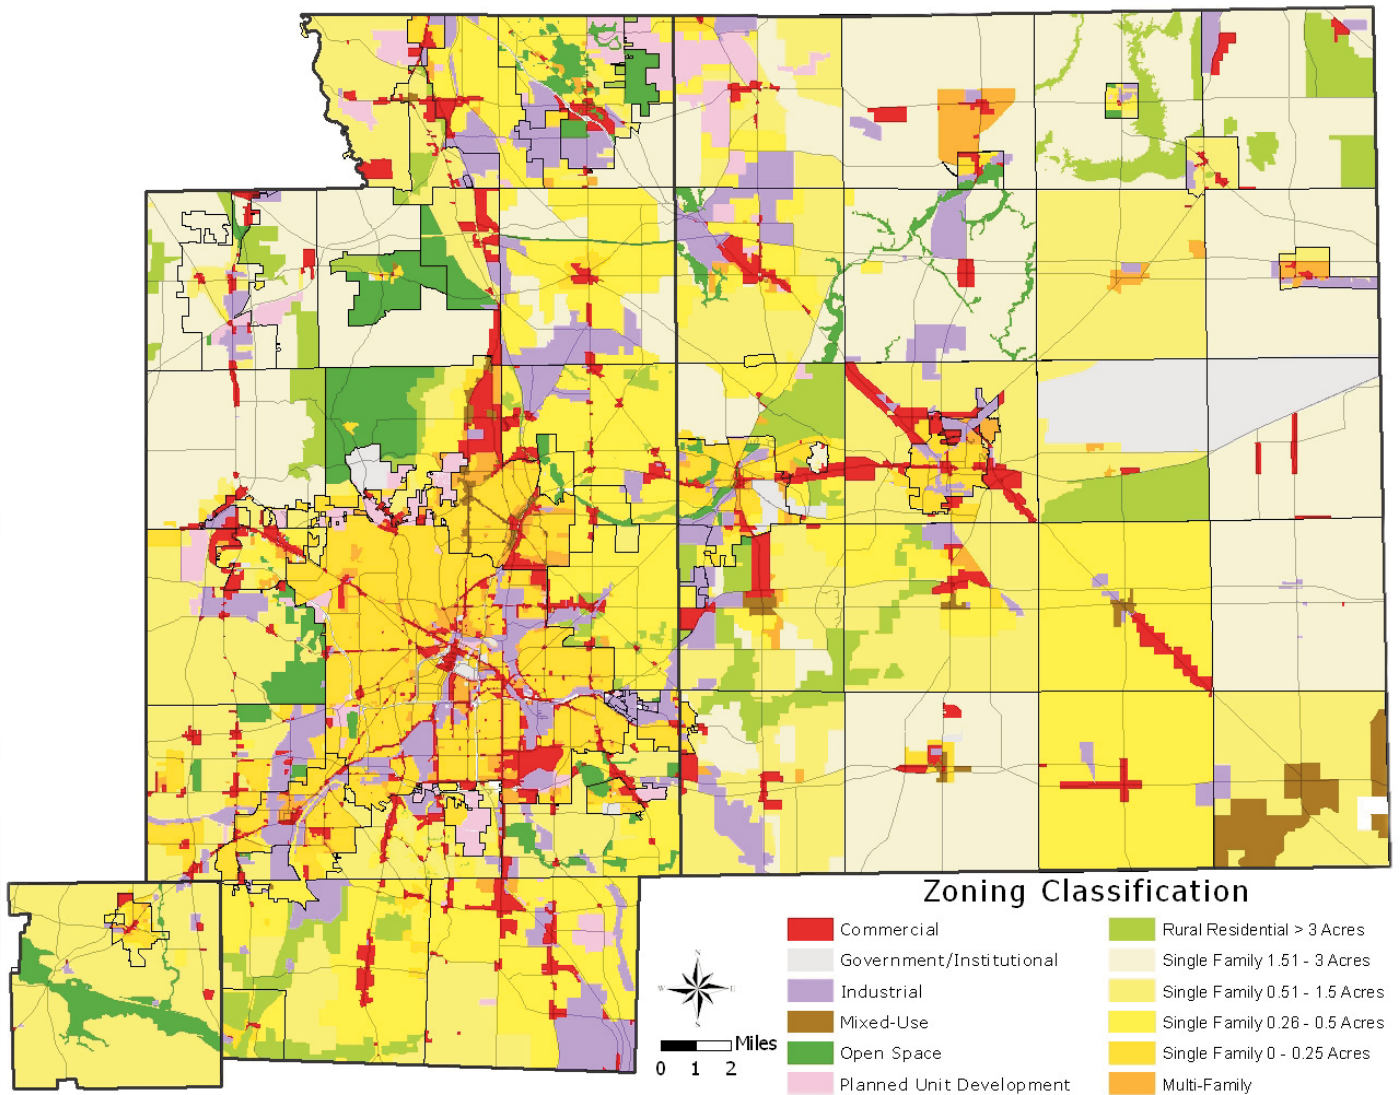 Zoning Classification
Commercial
Government/Institutional
Industrial
Mixed-Use
Open Space
Planned Unit Development
Rural Residential > 3 Acres
Single Family 1.51 - 3 Acres
Single Family 0.51 - 1.5 Acres
Single Family 0.26 - 0.5 Acres
Single Family 0 - 0.25 Acres
Multi-Family
N
W E
S
Miles
0 1 2